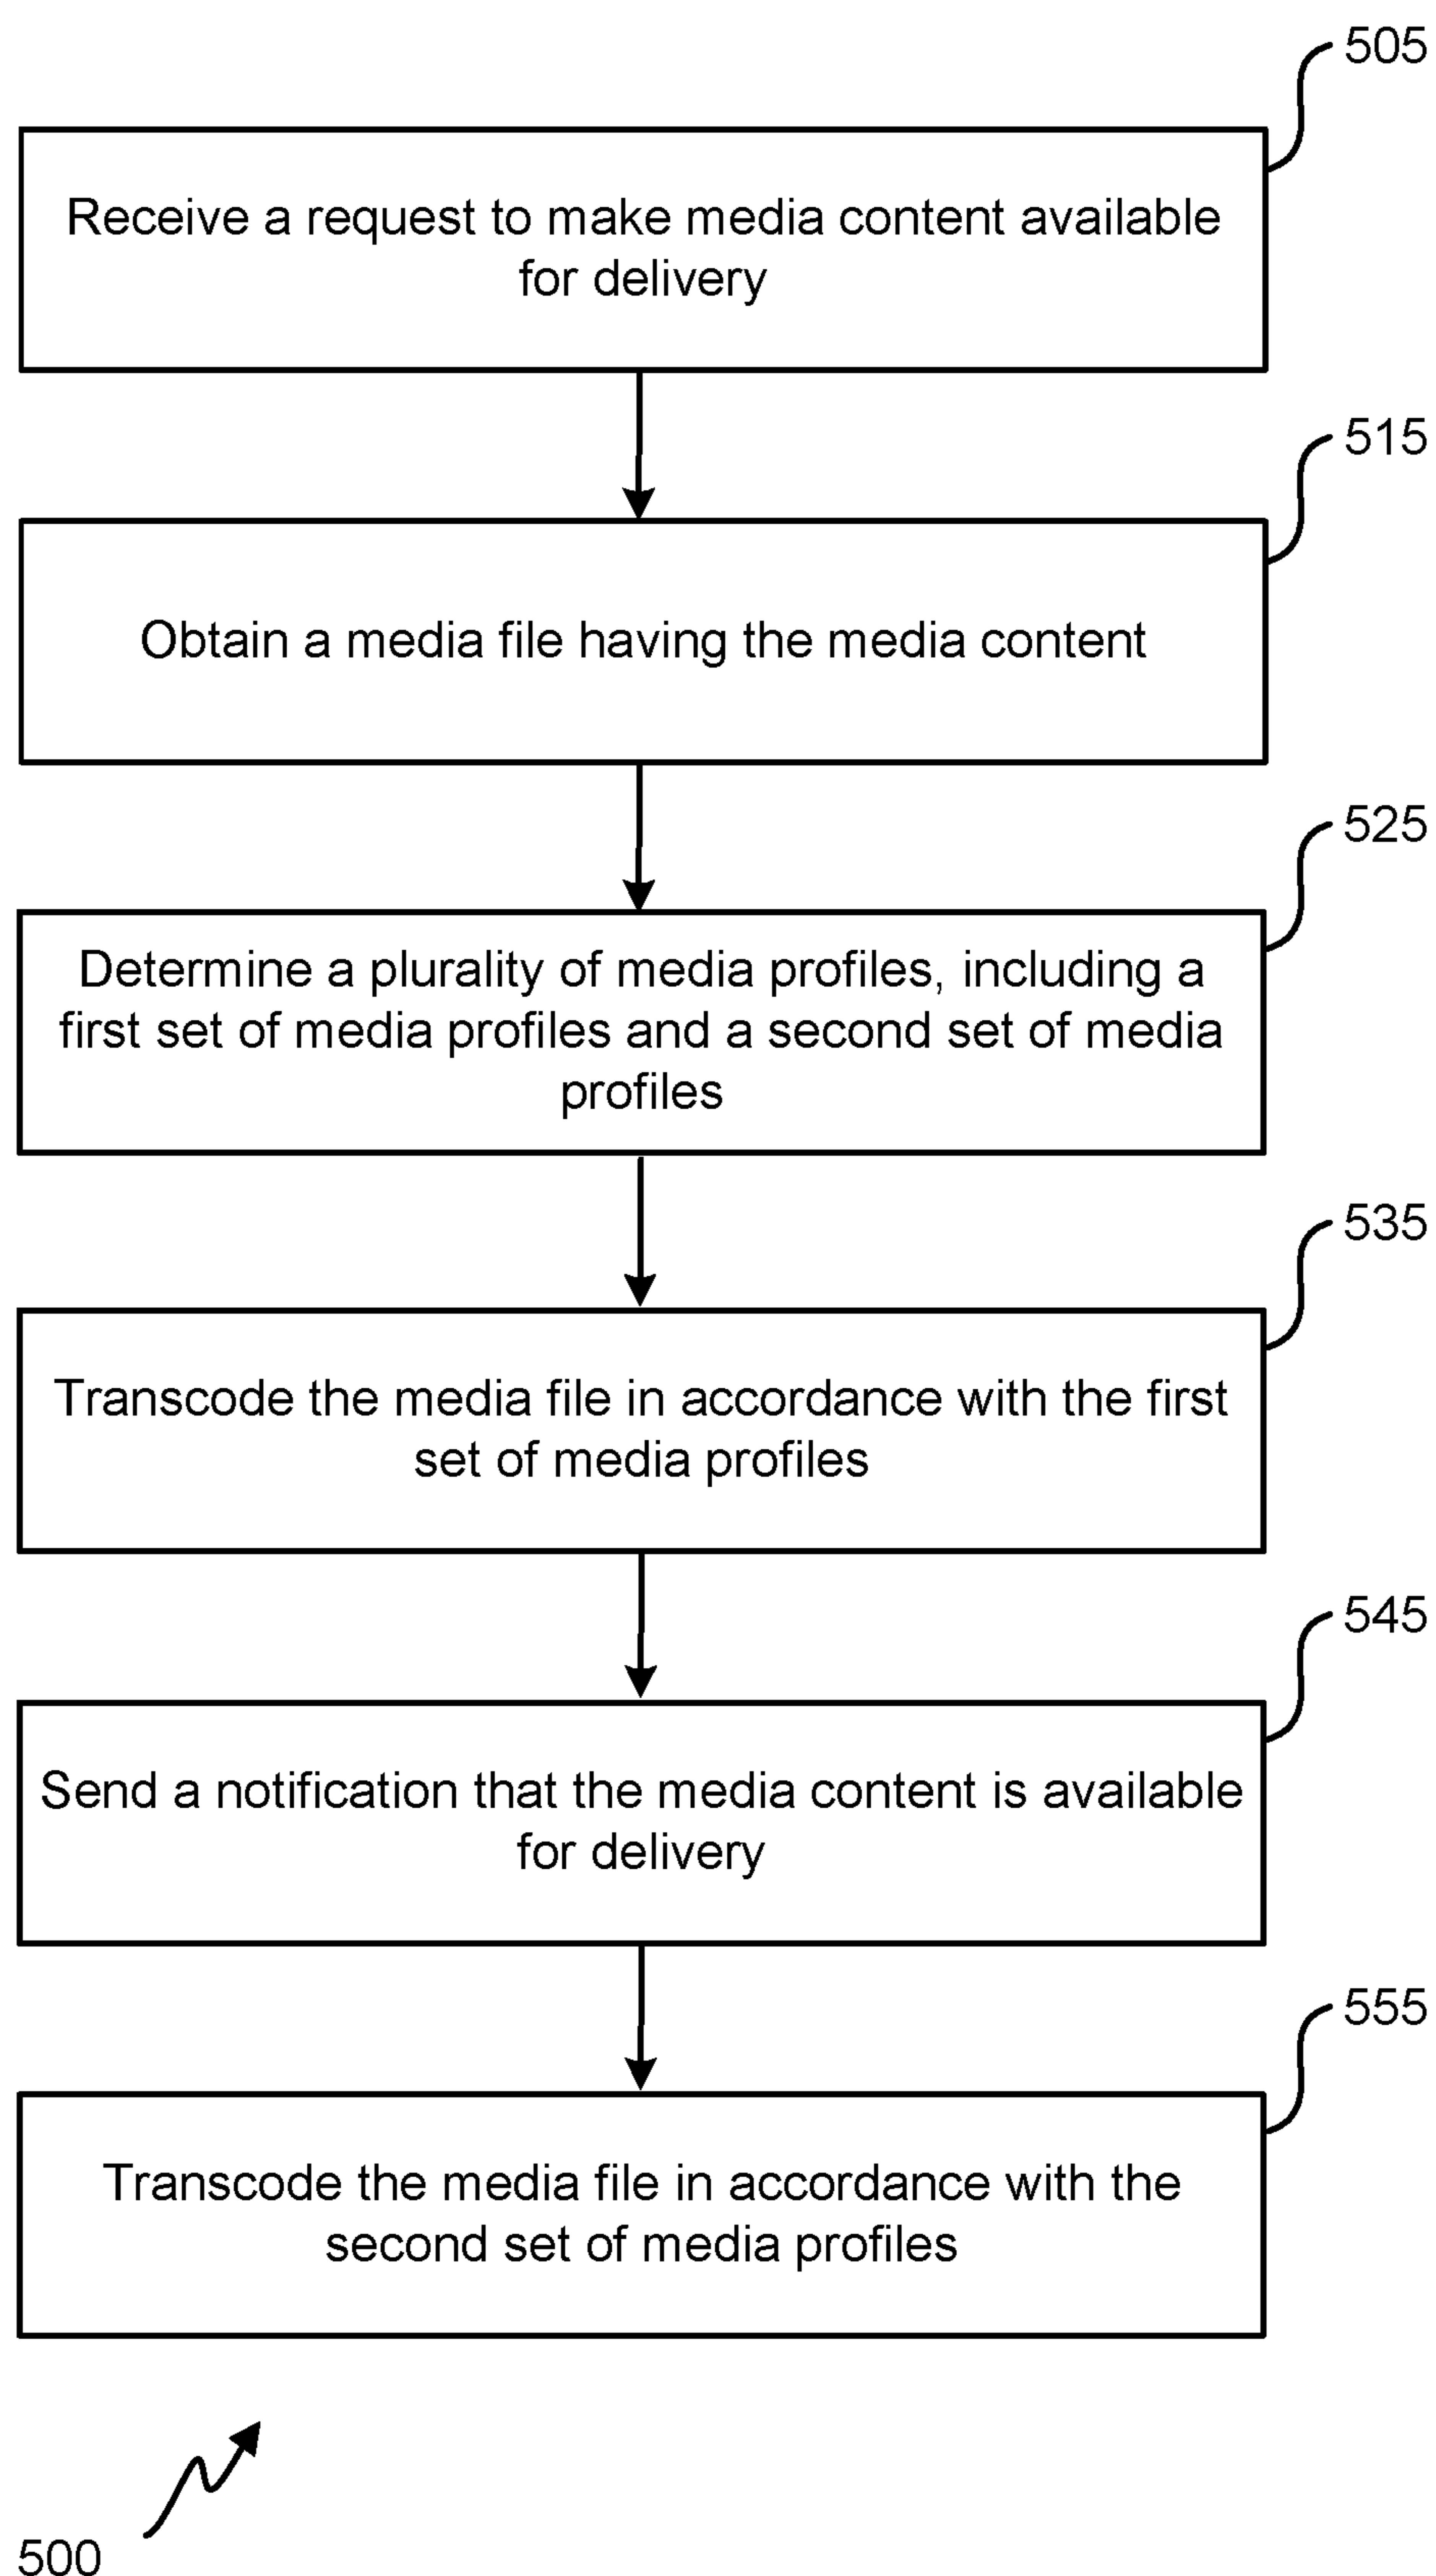 505
Receive a request to make media content available
for delivery
515
Obtain a media file having the media content
525
Determine a plurality of media profiles, including a
first set of media profiles and a second set of media
profiles
535
Transcode the media file in accordance with the first
set of media profiles
545
Send a notification that the media content is available
for delivery
555
Transcode the media file in accordance with the
second set of media profiles
500